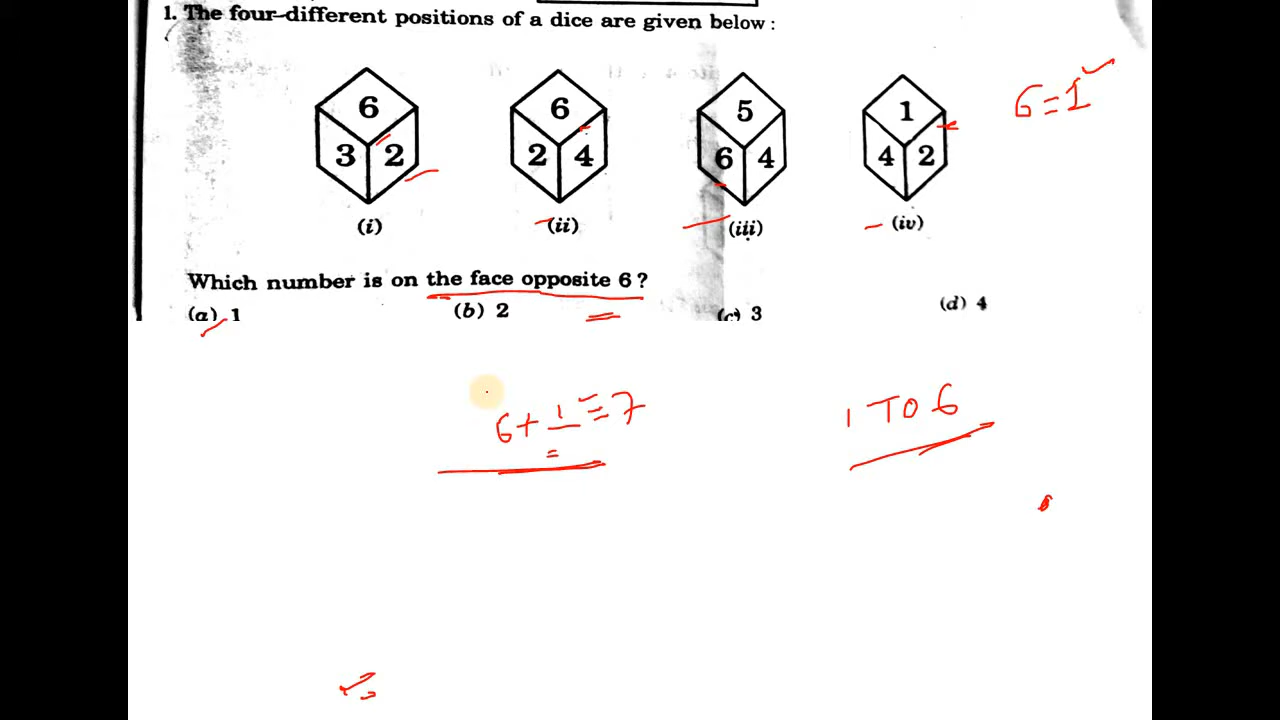 1. The four-different positions of a dice are given below :
6 6 5 1
3 2 2 4 6 4 4 2
6=1
(i) (ii) (iii) (iv)
Which number is on the face opposite 6 ?
(a) 1 (b) 2 (c) 3 (d) 4
6+1=7 1 TO 6